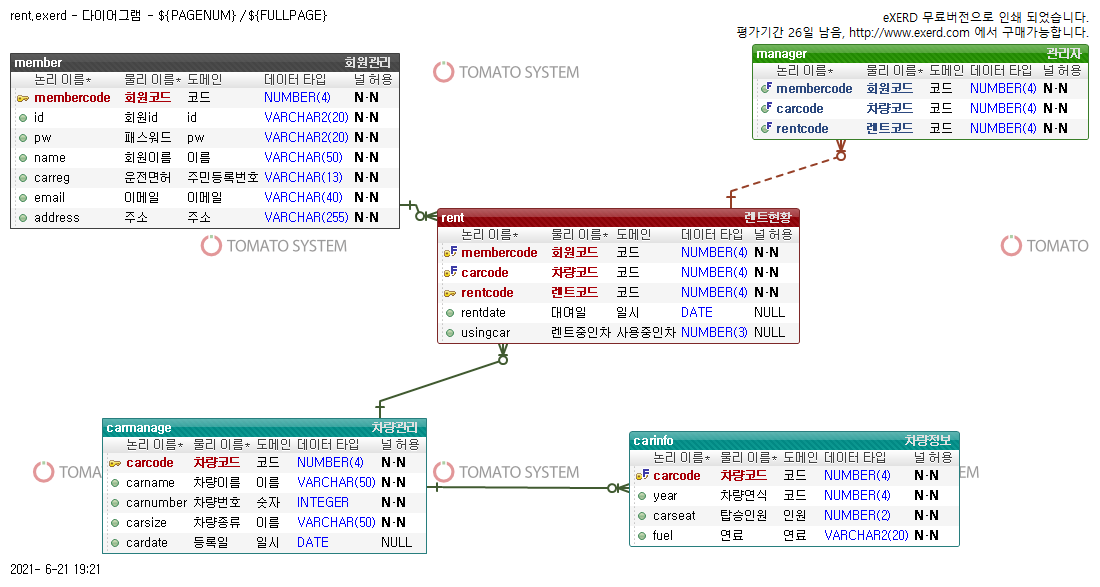 rent,exerd - 다이어그램 - ${PAGENUM} /${FULLPAGE}
eXERD 무료버전으로 인쇄 되었습니다.
평가기간 26일 남음, http://www.exerd.com 에서 구매가능합니다.
member 회원관리
논리 이름* 물리 이름* 도메인 데이터 타입 널 허용
membercode 회원코드 코드 NUMBER(4) N-N
id 회원id id VARCHAR2(20) N-N
pw 패스워드 pw VARCHAR2(20) N-N
name 회원이름 이름 VARCHAR(50) N-N
carreg 운전면허 주민등록번호 VARCHAR(13) N-N
email 이메일 이메일 VARCHAR(40) N-N
address 주소 주소 VARCHAR(255) N-N
TOMATO SYSTEM
manager 관리자
논리 이름* 물리 이름* 도메인 데이터 타입 널 허용
membercode 회원코드 코드 NUMBER(4) N-N
carcode 차량코드 코드 NUMBER(4) N-N
rentcode 렌트코드 코드 NUMBER(4) N-N
TOMATO SYSTEM
TOMATO
rent 렌트현황
논리 이름* 물리 이름* 도메인 데이터 타입 널 허용
membercode 회원코드 코드 NUMBER(4) N-N
carcode 차량코드 코드 NUMBER(4) N-N
rentcode 렌트코드 코드 NUMBER(4) N-N
rentdate 대여일 일시 DATE NULL
usingcar 렌트중인차 사용중인차 NUMBER(3) NULL
carmanage 차량관리
논리 이름* 물리 이름* 도메인 데이터 타입 널 허용
carcode 차량코드 코드 NUMBER(4) N-N
carname 차량이름 이름 VARCHAR(50) N-N
carnumber 차량번호 숫자 INTEGER N-N
carsize 차량종류 이름 VARCHAR(50) N-N
cardate 등록일 일시 DATE NULL
TOMATO SYSTEM
carinfo 차량정보
논리 이름* 물리 이름* 도메인 데이터 타입 널 허용
carcode 차량코드 코드 NUMBER(4) N-N
year 차량연식 코드 NUMBER(4) N-N
carseat 탑승인원 인원 NUMBER(2) N-N
fuel 연료 연료 VARCHAR2(20) N-N
2021- 6-21 19:21